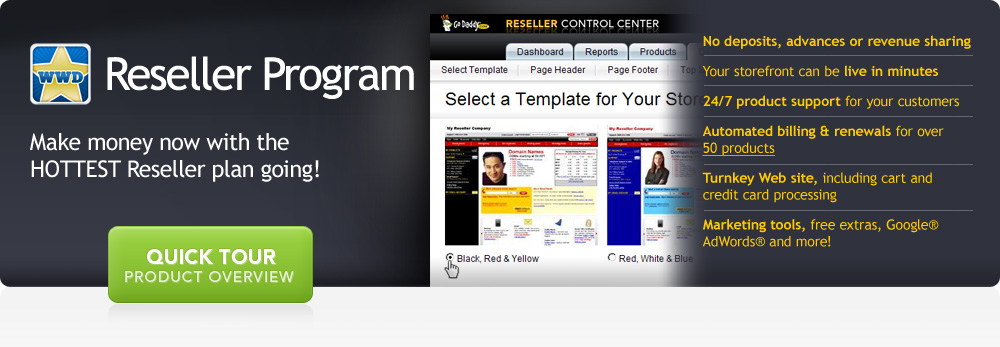 WWD
Reseller Program
Make money now with the
HOTTEST Reseller plan going!
QUICK TOUR
PRODUCT OVERVIEW
Go Daddy.com
RESELLER CONTROL CENTER
Dashboard Reports Products
Select Template Page Header Page Footer Top
Select a Template for Your Stor
My Reseller Company My Reseller Company
Domain Names Domain Names
Black, Red & Yellow Red, White & Blue
No deposits, advances or revenue sharing
Your storefront can be live in minutes
24/7 product support for your customers
Automated billing & renewals for over
50 products
Turnkey Web site, including cart and
credit card processing
Marketing tools, free extras, Google®
AdWords® and more!